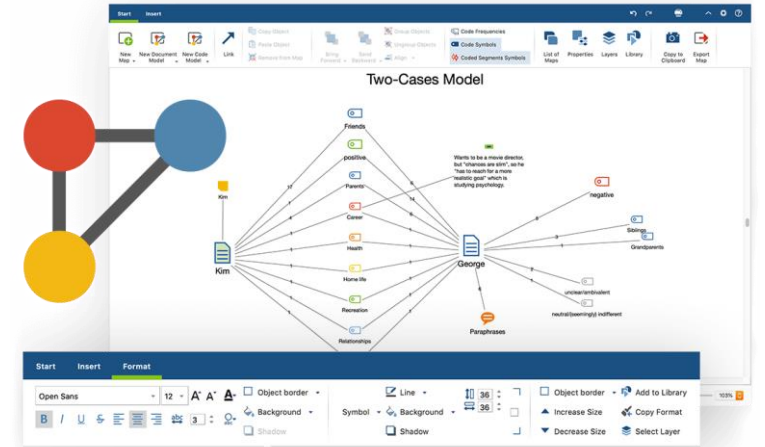 Start Insert
New Map
New Document Model
New Code Model
Link
Copy Object
Paste Object
Remove from Map
Bring Forward
Send Backward
Group Objects
Ungroup Objects
Align
Code Frequencies
Code Symbols
Coded Segments Symbols
List of Maps
Properties
Layers
Library
Copy to Clipboard
Export Map
Two-Cases Model
Friends
positive
Parents
Career
Health
Home life
Recreation
Relationships
Kim
Kim
George
Wants to be a movie director,
but "chances are slim", so he
"has to reach for a more
realistic goal" which is
studying psychology.
negative
Siblings
Grandparents
unclear/ambivalent
neutral/(seemingly) indifferent
Paraphrases
17
14
3
3
1
103%
Start Insert Format
Open Sans 12 A A A
B I U S 3
Object border
Background
Shadow
Symbol
Line
Background
Shadow
36
36
Object border
Increase Size
Decrease Size
Add to Library
Copy Format
Select Layer